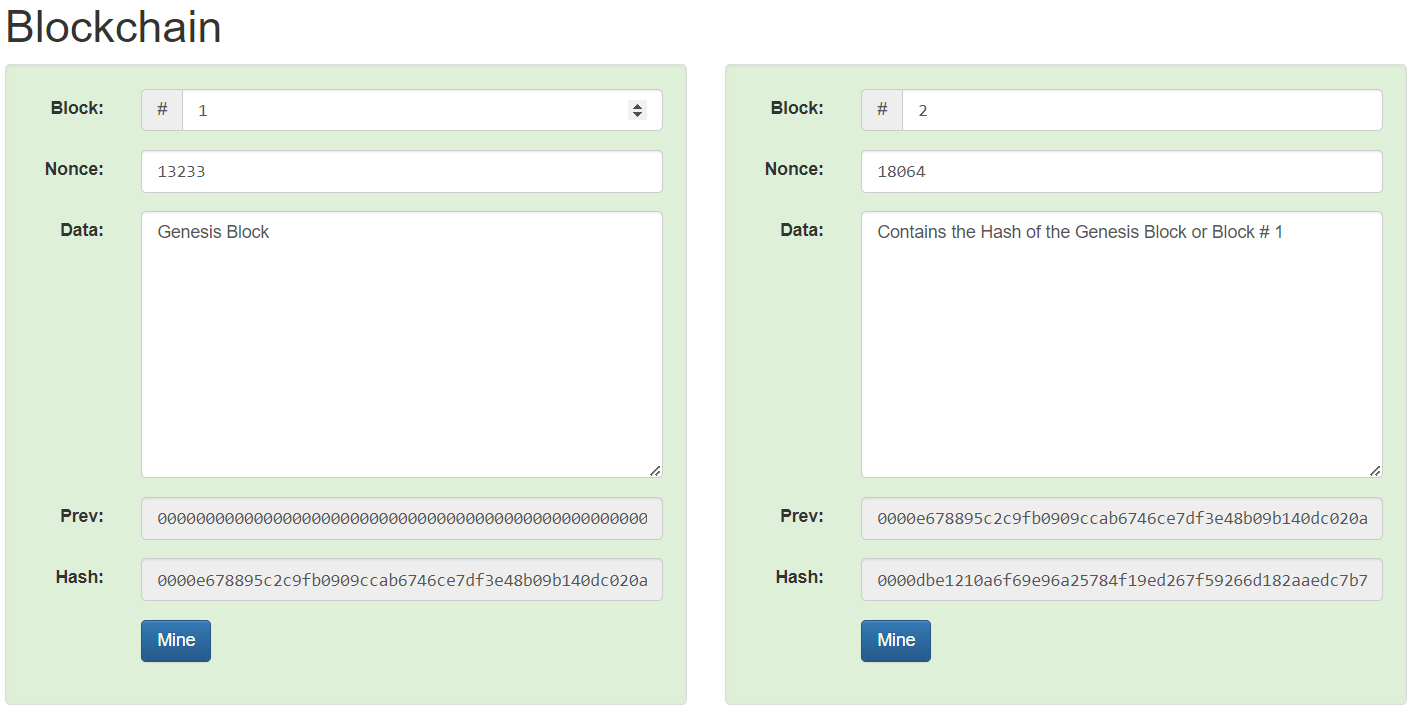 Blockchain
Block:
# 1
Nonce:
13233
Data:
Genesis Block
Prev:
000000000000000000000000000000000000000000000000000
Hash:
0000e678895c2c9fb0909ccab6746ce7df3e48b09b140dc020a
Mine
Block:
# 2
Nonce:
18064
Data:
Contains the Hash of the Genesis Block or Block # 1
Prev:
0000e678895c2c9fb0909ccab6746ce7df3e48b09b140dc020a
Hash:
0000dbe1210a6f69e96a25784f19ed267f59266d182aaedc7b7
Mine